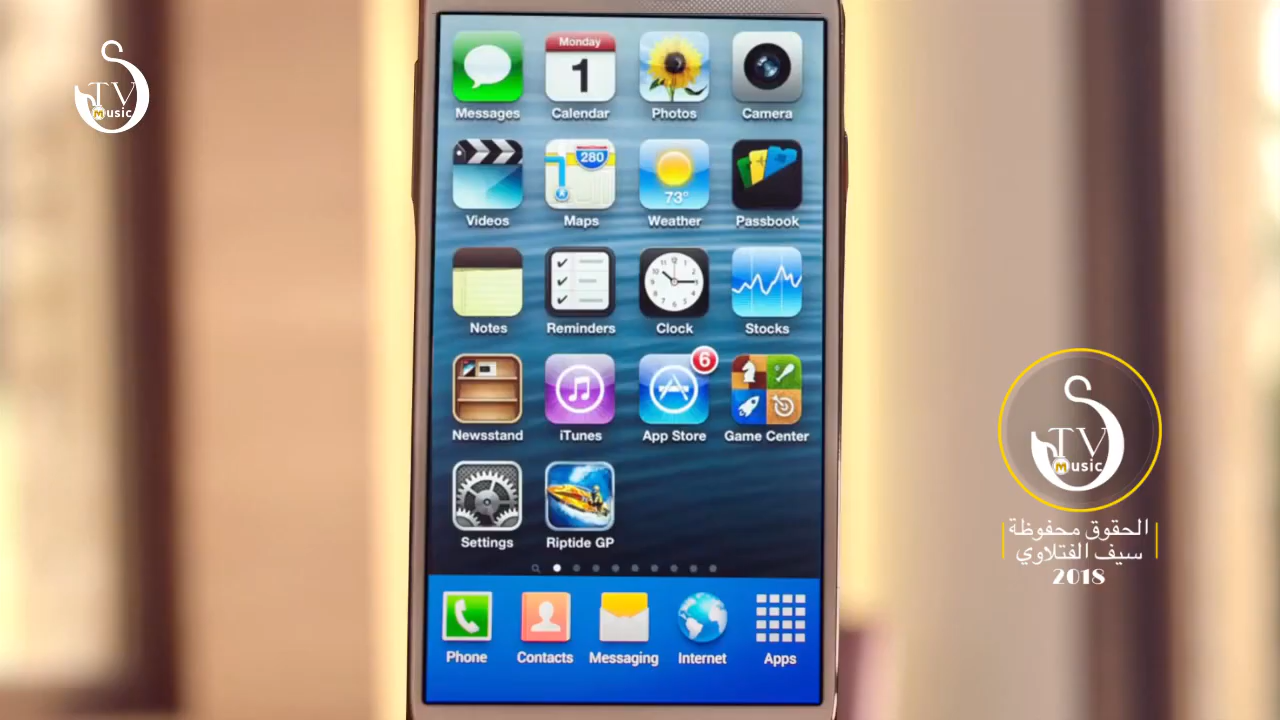 TV
Music
Monday
1
Messages
Calendar
Photos
Camera
280
73°
Videos
Maps
Weather
Passbook
Notes
Reminders
Clock
Stocks
6
Newsstand
iTunes
App Store
Game Center
Settings
Riptide GP
Phone
Contacts
Messaging
Internet
Apps
TV
Music
الحقوق محفوظة
سيف الفتلاوي
2018